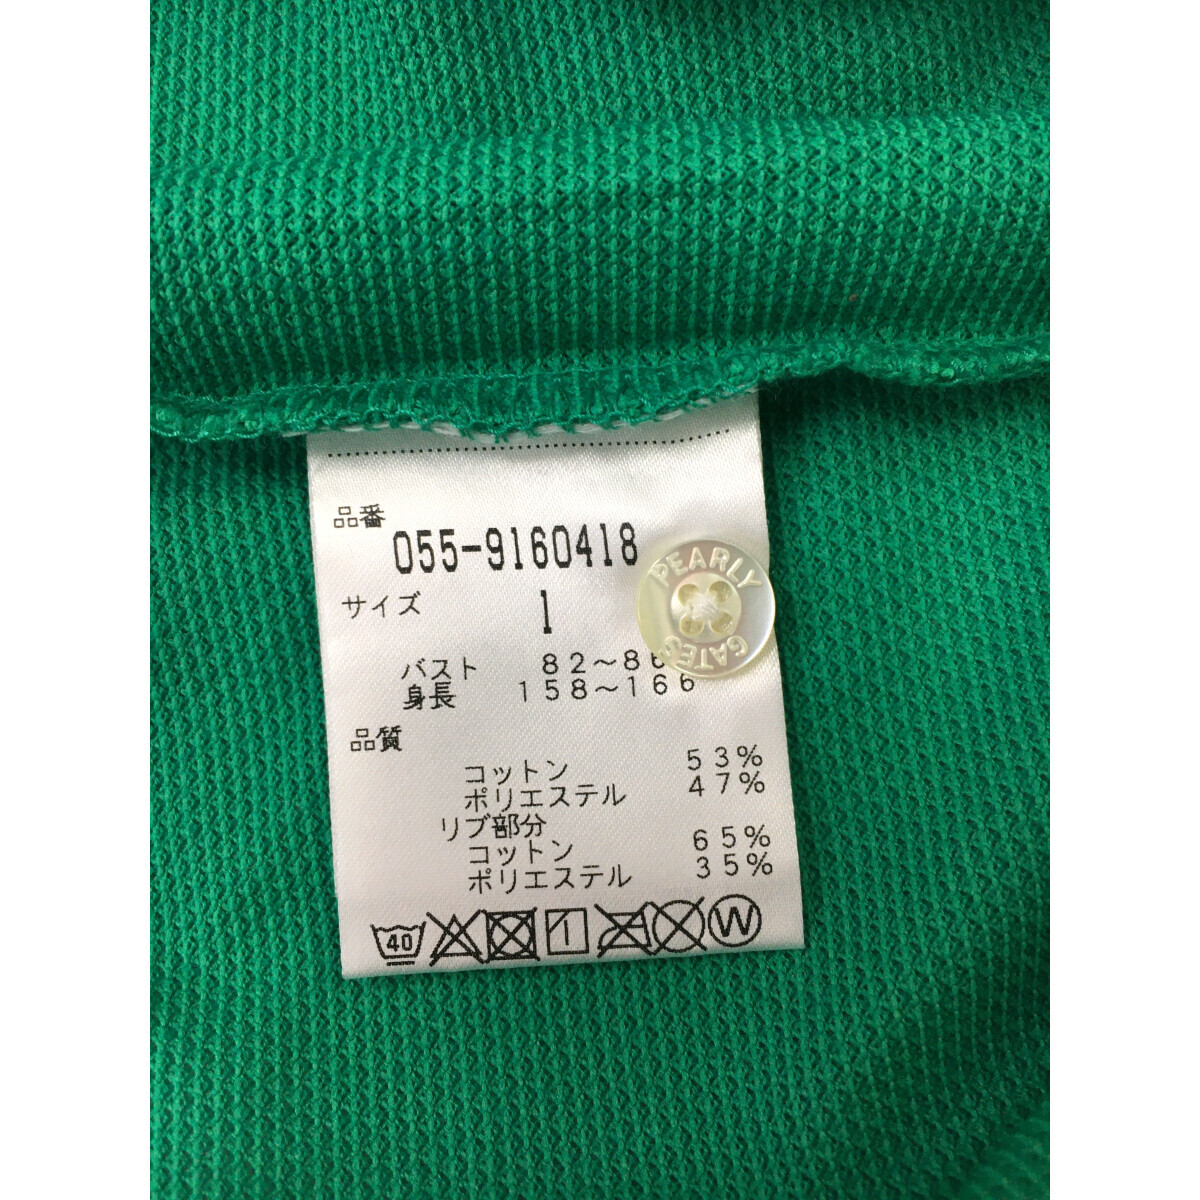 品番
055-9160418
サイズ 1
PEARLY
GATES
バスト 82～86
身長 158～166
品質
コットン 53%
ポリエステル 47%
リブ部分
コットン 65%
ポリエステル 35%
40 W